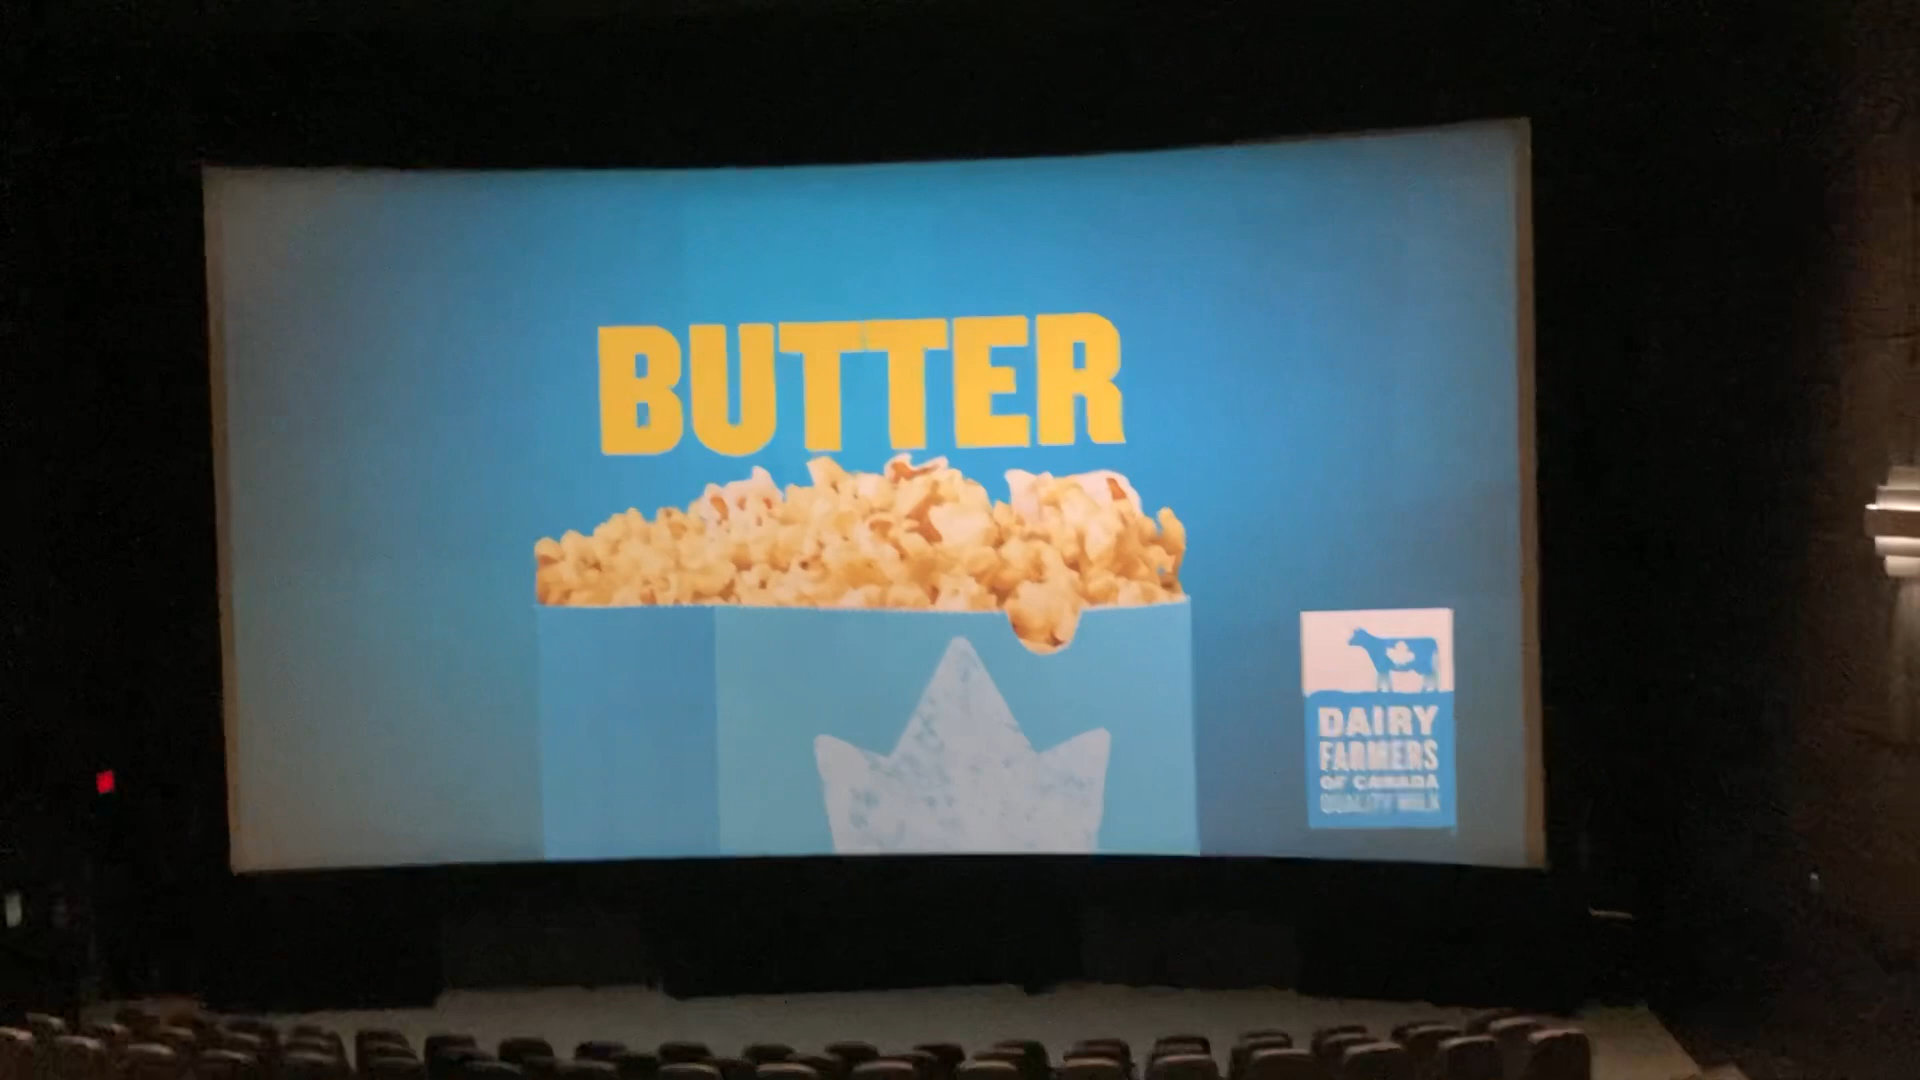 BUTTER
DAIRY
FARMERS
OF CANADA
QUALITY MILK